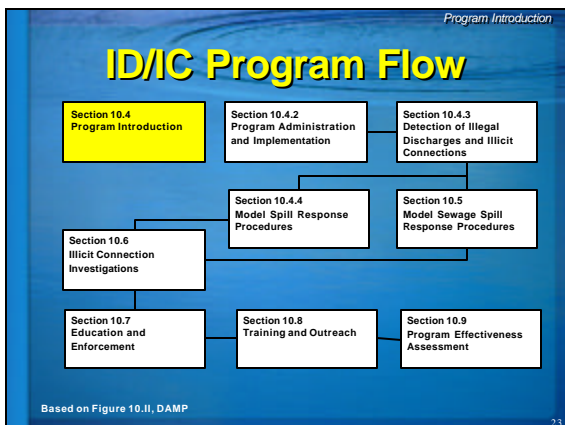 Program Introduction
ID/IC Program Flow
Section 10.4
Program Introduction
Section 10.4.2
Program Administration
and Implementation
Section 10.4.3
Detection of Illegal
Discharges and Illicit
Connections
Section 10.4.4
Model Spill Response
Procedures
Section 10.5
Model Sewage Spill
Response Procedures
Section 10.6
Illicit Connection
Investigations
Section 10.7
Education and
Enforcement
Section 10.8
Training and Outreach
Section 10.9
Program Effectiveness
Assessment
Based on Figure 10.II, DAMP
23